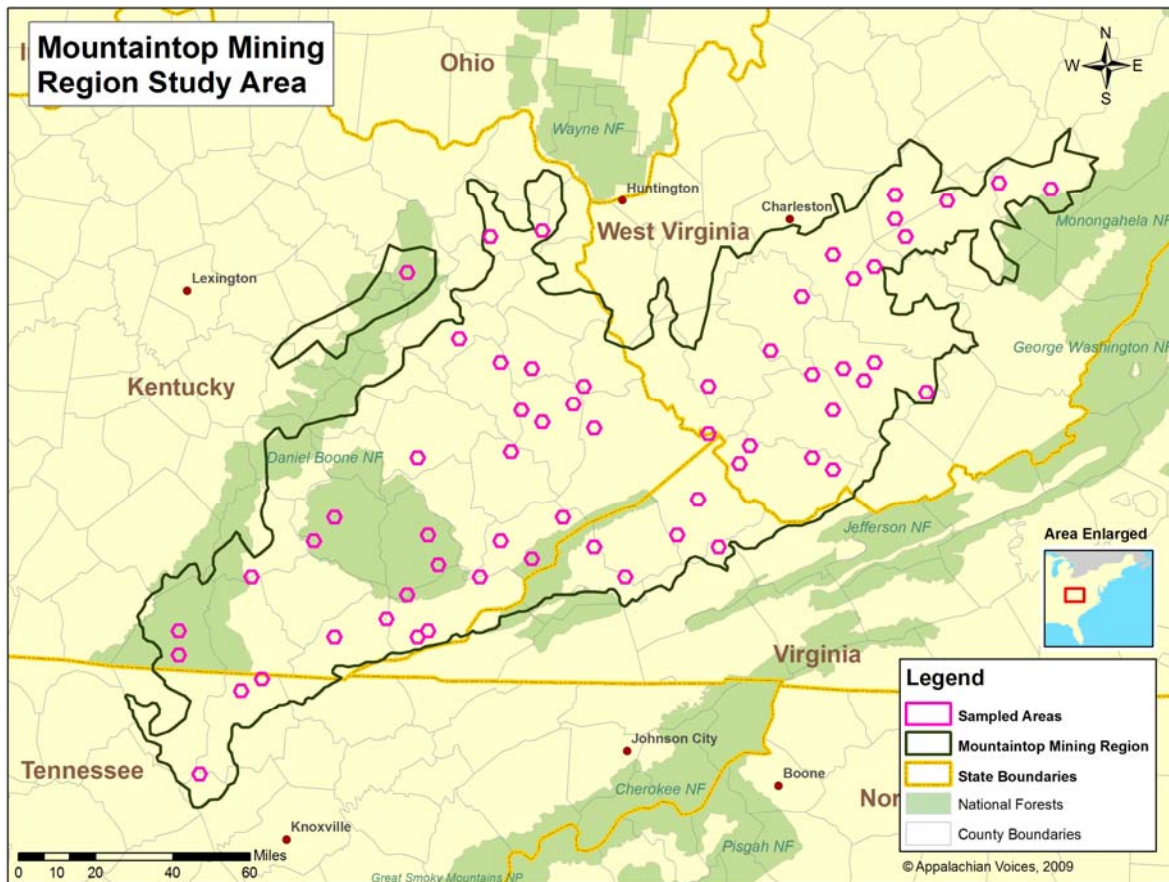 Mountaintop Mining
Region Study Area
Ohio
N
W E
S
Wayne NF
Huntington
Charleston
West Virginia
Monongahela NF
Lexington
George Washington NF
Kentucky
Daniel Boone NF
Jefferson NF
Area Enlarged
Virginia
Legend
Sampled Areas
Mountaintop Mining Region
State Boundaries
National Forests
County Boundaries
Johnson City
Tennessee
Cherokee NF
Boone
Nor
Knoxville
Pisgah NF
Miles
0 10 20 40 60
Great Smoky Mountains NP
© Appalachian Voices, 2009